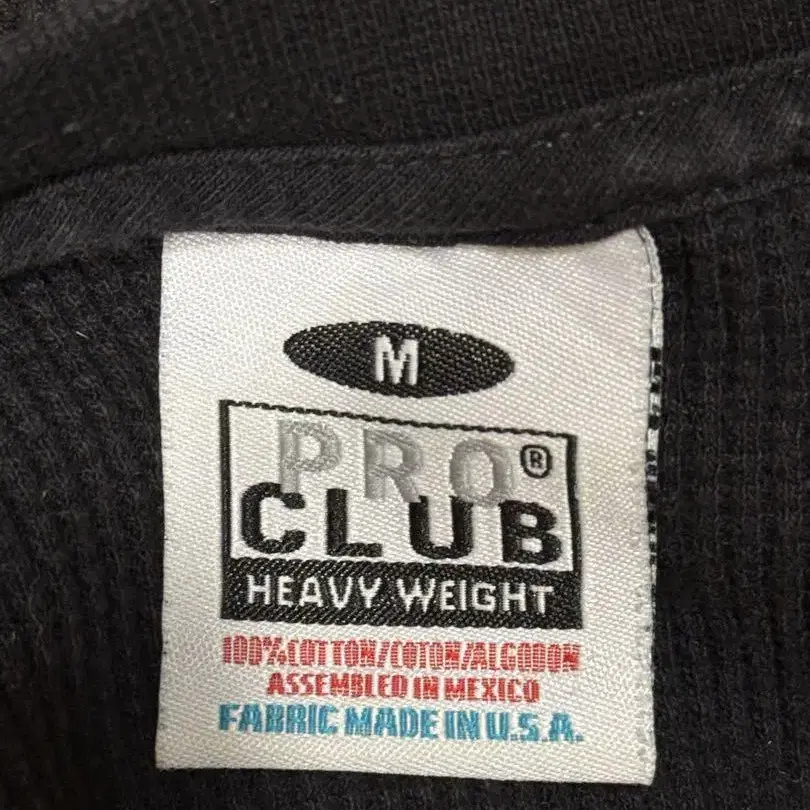 M
PRO®
CLUB
HEAVY WEIGHT
100%COTTON/COTON/ALGODON
ASSEMBLED IN MEXICO
FABRIC MADE IN U.S.A.